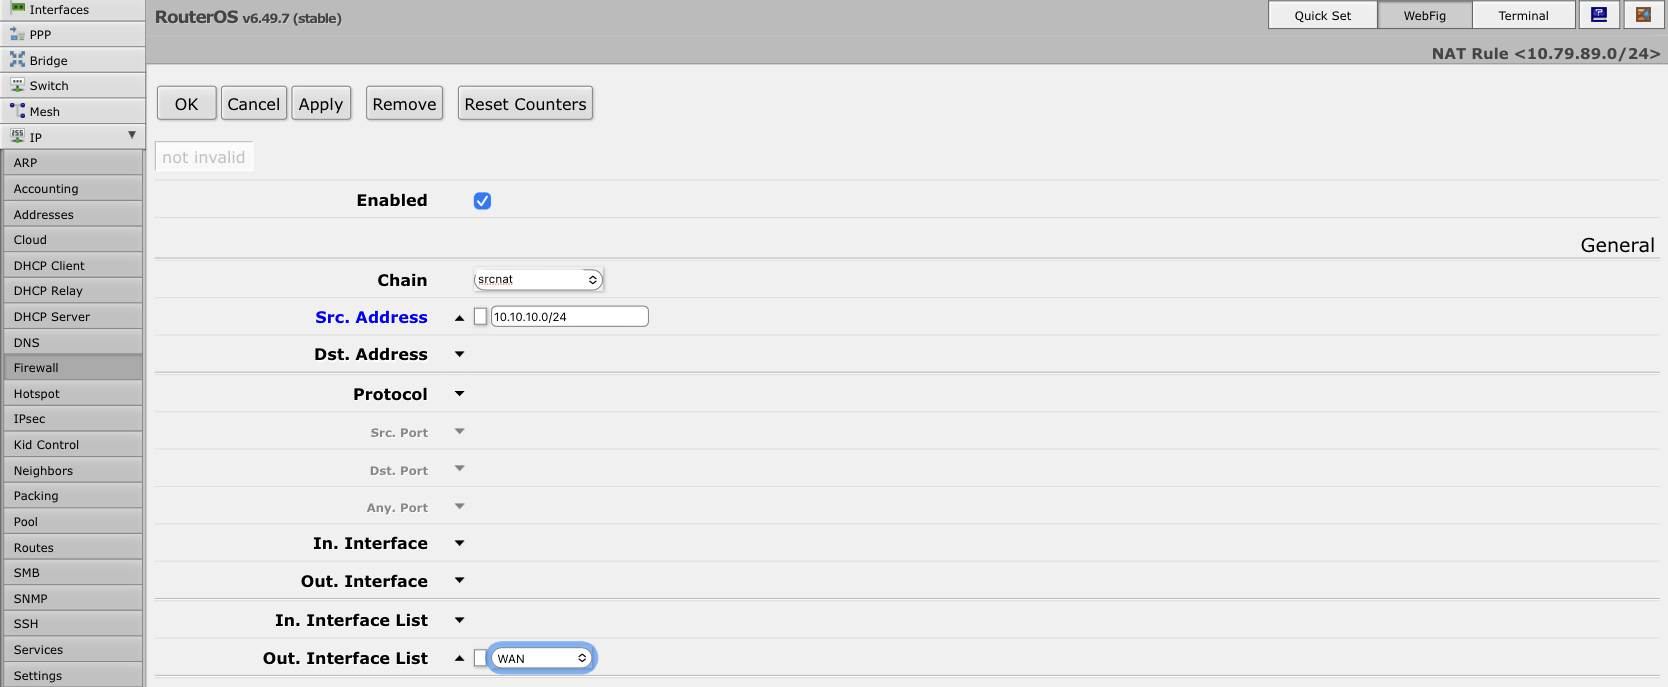 Interfaces
PPP
Bridge
Switch
Mesh
IP
ARP
Accounting
Addresses
Cloud
DHCP Client
DHCP Relay
DHCP Server
DNS
Firewall
Hotspot
IPsec
Kid Control
Neighbors
Packing
Pool
Routes
SMB
SNMP
SSH
Services
Settings
RouterOS v6.49.7 (stable)
Quick Set WebFig Terminal
NAT Rule <10.79.89.0/24>
OK Cancel Apply Remove Reset Counters
not invalid
Enabled
General
Chain srcnat
Src. Address 10.10.10.0/24
Dst. Address
Protocol
Src. Port
Dst. Port
Any. Port
In. Interface
Out. Interface
In. Interface List
Out. Interface List WAN